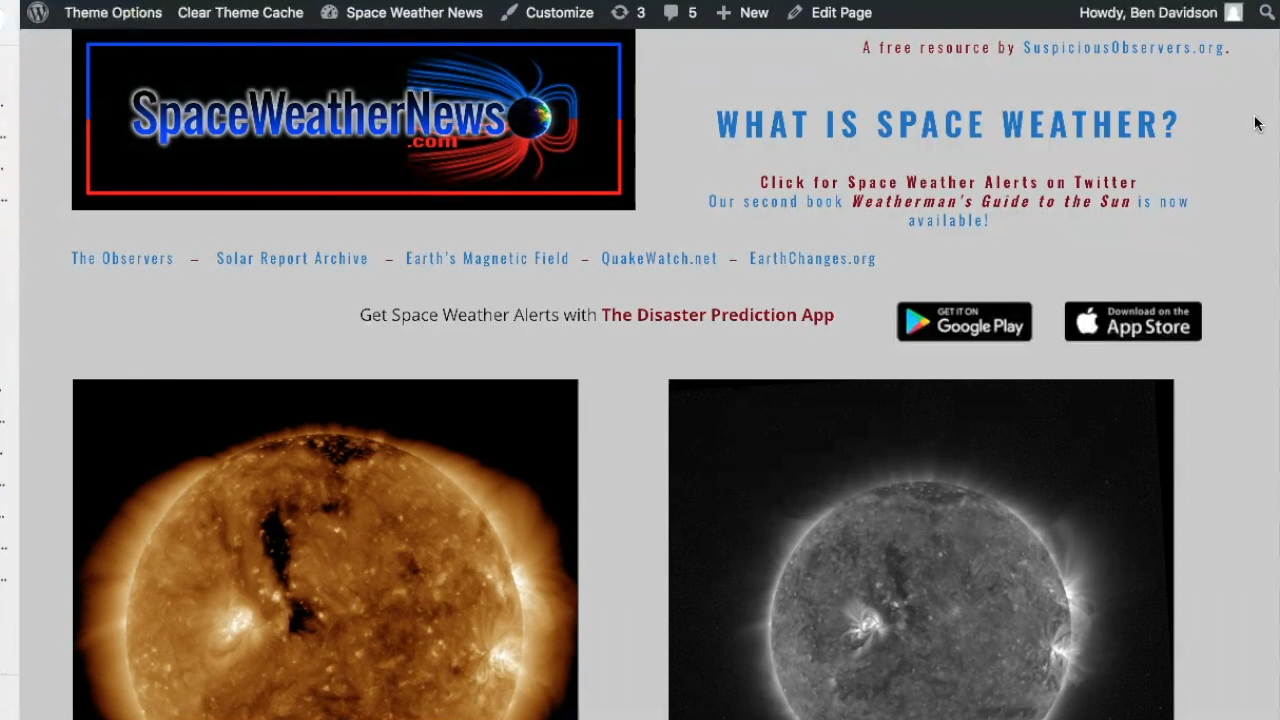 Theme Options Clear Theme Cache Space Weather News Customize 3 5 New Edit Page Howdy, Ben Davidson
A free resource by SuspiciousObservers.org.
SpaceWeatherNews
.com
WHAT IS SPACE WEATHER?
Click for Space Weather Alerts on Twitter
Our second book Weatherman's Guide to the Sun is now
available!
The Observers – Solar Report Archive – Earth's Magnetic Field – QuakeWatch.net – EarthChanges.org
Get Space Weather Alerts with The Disaster Prediction App
GET IT ON
Google Play
Download on the
App Store